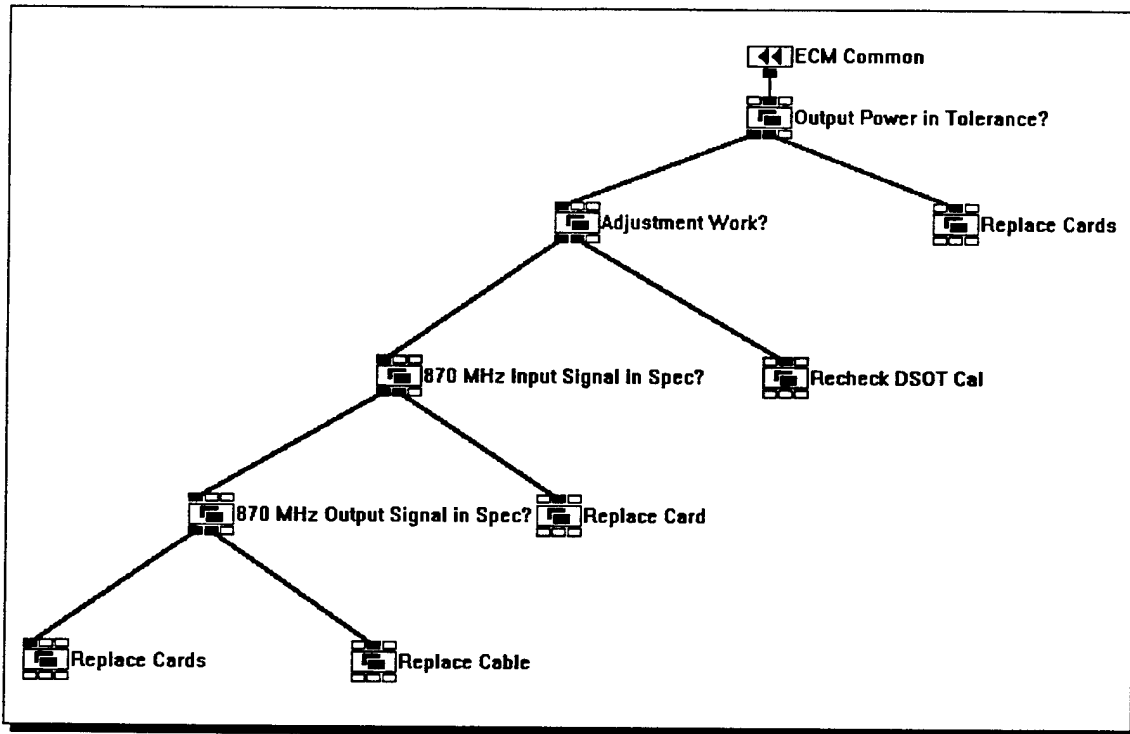 ECM Common
Output Power in Tolerance?
Adjustment Work?
Replace Cards
870 MHz Input Signal in Spec?
Recheck DSOT Cal
870 MHz Output Signal in Spec?
Replace Card
Replace Cards
Replace Cable